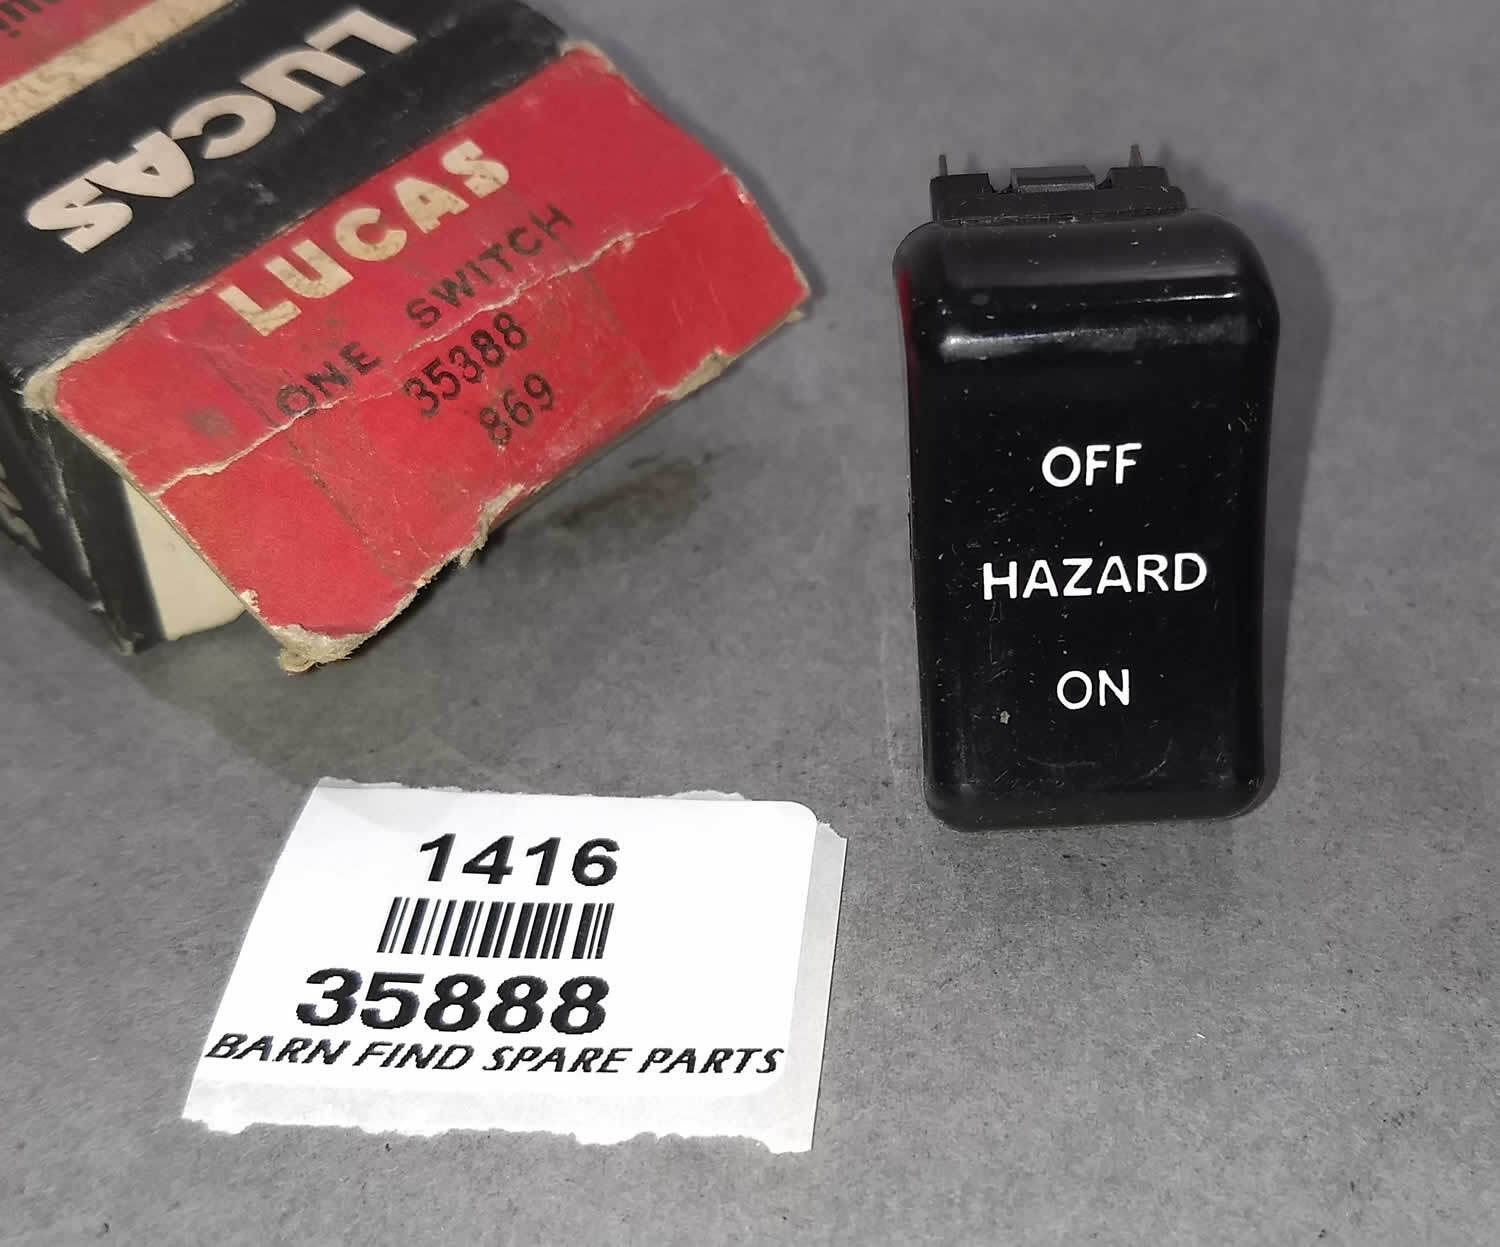 LUCAS
LUCAS
ONE SWITCH
35388
869
OFF
HAZARD
ON
1416
35888
BARN FIND SPARE PARTS